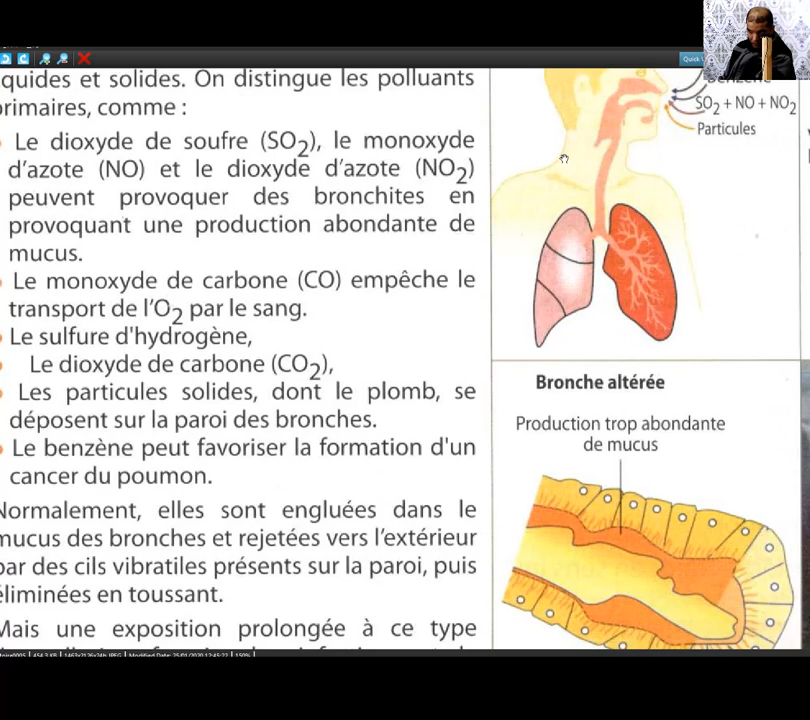 quides et solides. On distingue les polluants
primaires, comme :
Le dioxyde de soufre (SO2), le monoxyde
d'azote (NO) et le dioxyde d'azote (NO2)
peuvent provoquer des bronchites en
provoquant une production abondante de
mucus.
Le monoxyde de carbone (CO) empêche le
transport de l'O2 par le sang.
Le sulfure d'hydrogène,
Le dioxyde de carbone (CO2),
Les particules solides, dont le plomb, se
déposent sur la paroi des bronches.
Le benzène peut favoriser la formation d'un
cancer du poumon.
Normalement, elles sont engluées dans le
mucus des bronches et rejetées vers l'extérieur
par des cils vibratiles présents sur la paroi, puis
éliminées en toussant.
Mais une exposition prolongée à ce type
Quick
Benzène
SO2 + NO + NO2
Particules
Bronche altérée
Production trop abondante
de mucus